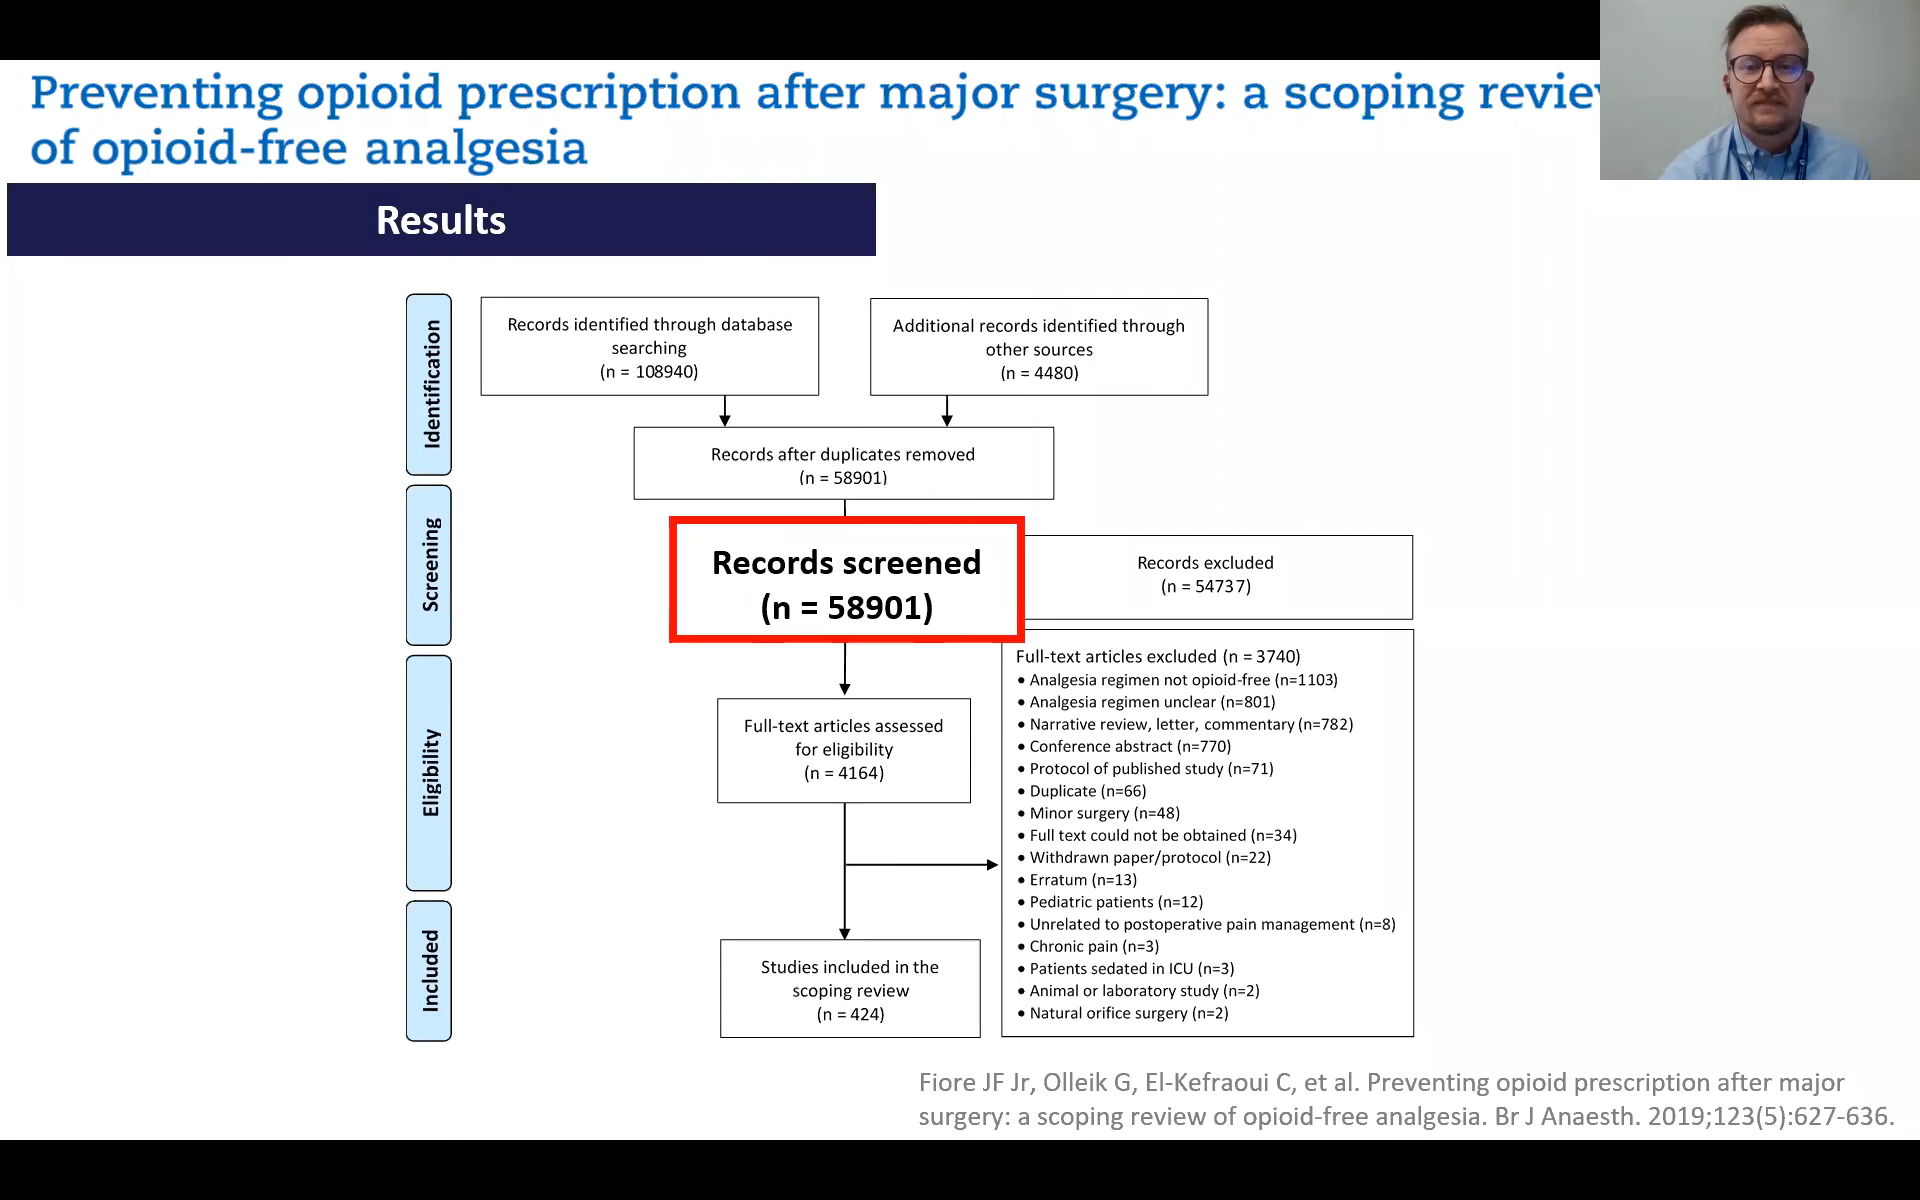 Preventing opioid prescription after major surgery: a scoping
of opioid-free analgesia
Results
Identification
Records identified through database
searching
(n = 108940)
Additional records identified through
other sources
(n = 4480)
Records after duplicates removed
(n = 58901)
Screening
Records screened
(n = 58901)
Records excluded
(n = 54737)
Eligibility
Full-text articles assessed
for eligibility
(n = 4164)
Full-text articles excluded (n = 3740)
• Analgesia regimen not opioid-free (n=1103)
• Analgesia regimen unclear (n=801)
• Narrative review, letter, commentary (n=782)
• Conference abstract (n=770)
• Protocol of published study (n=71)
• Duplicate (n=66)
• Minor surgery (n=48)
• Full text could not be obtained (n=34)
• Withdrawn paper/protocol (n=22)
• Erratum (n=13)
• Pediatric patients (n=12)
• Unrelated to postoperative pain management (n=8)
• Chronic pain (n=3)
• Patients sedated in ICU (n=3)
• Animal or laboratory study (n=2)
• Natural orifice surgery (n=2)
Included
Studies included in the
scoping review
(n = 424)
Fiore JF Jr, Olleik G, El-Kefraoui C, et al. Preventing opioid prescription after major
surgery: a scoping review of opioid-free analgesia. Br J Anaesth. 2019;123(5):627-636.